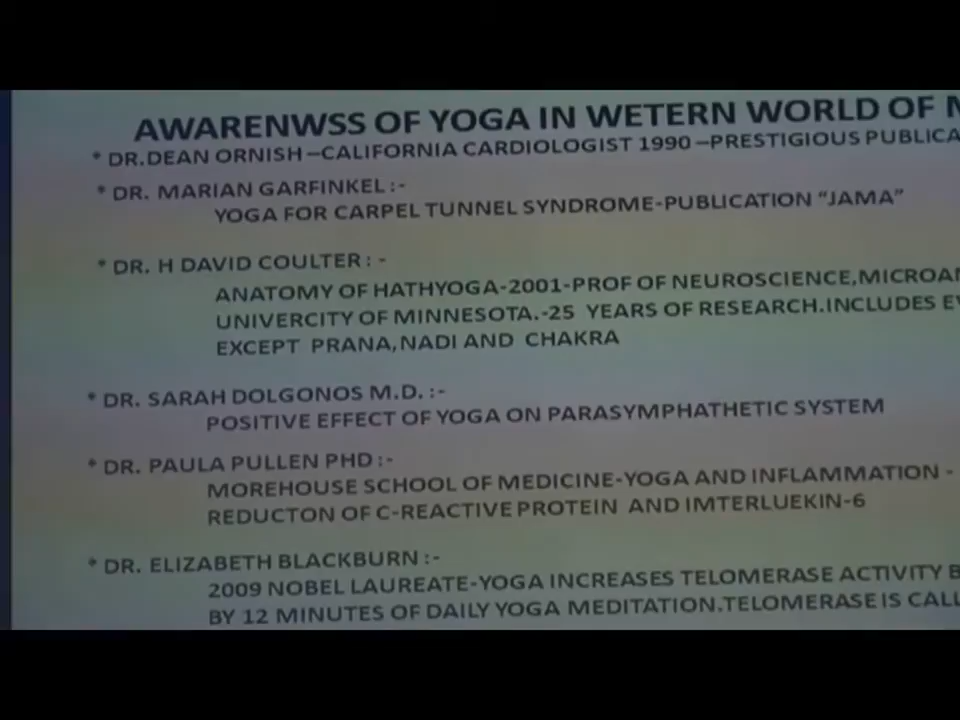 AWARENWSS OF YOGA IN WETERN WORLD OF
* DR.DEAN ORNISH –CALIFORNIA CARDIOLOGIST 1990 –PRESTIGIOUS PUBLICA
* DR. MARIAN GARFINKEL :-
YOGA FOR CARPEL TUNNEL SYNDROME-PUBLICATION “JAMA”
* DR. H DAVID COULTER : -
ANATOMY OF HATHYOGA-2001-PROF OF NEUROSCIENCE,MICROAN
UNIVERCITY OF MINNESOTA.-25 YEARS OF RESEARCH.INCLUDES EV
EXCEPT PRANA,NADI AND CHAKRA
* DR. SARAH DOLGONOS M.D. :-
POSITIVE EFFECT OF YOGA ON PARASYMPHATHETIC SYSTEM
* DR. PAULA PULLEN PHD :-
MOREHOUSE SCHOOL OF MEDICINE-YOGA AND INFLAMMATION -
REDUCTON OF C-REACTIVE PROTEIN AND IMTERLUEKIN-6
* DR. ELIZABETH BLACKBURN :-
2009 NOBEL LAUREATE-YOGA INCREASES TELOMERASE ACTIVITY B
BY 12 MINUTES OF DAILY YOGA MEDITATION.TELOMERASE IS CALL